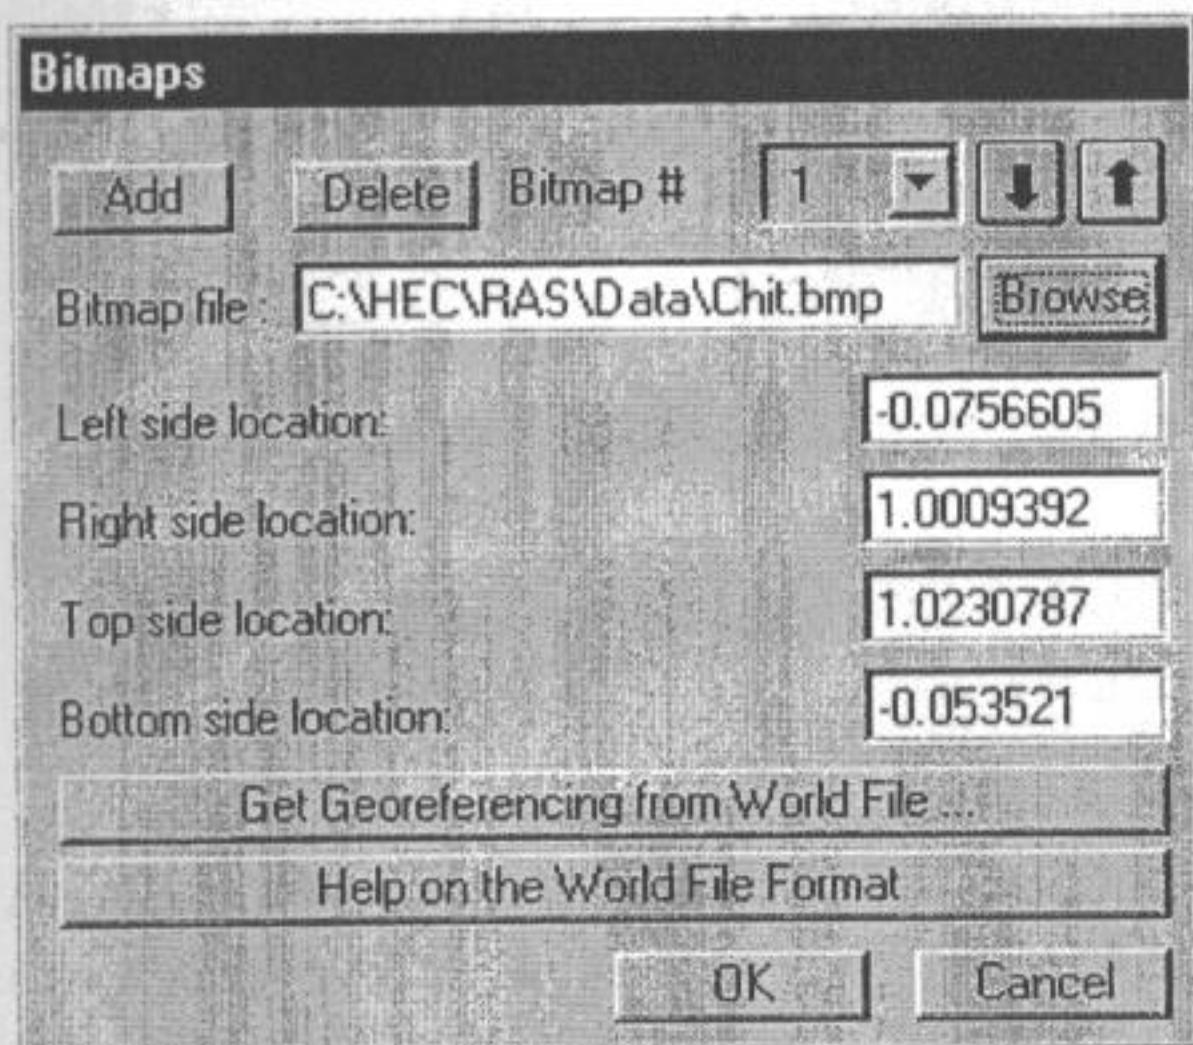 Bitmaps
Add Delete Bitmap # 1
Bitmap file : C:\HEC\RAS\Data\Chit.bmp Browse
Left side location: -0.0756605
Right side location: 1.0009392
Top side location: 1.0230787
Bottom side location: -0.053521
Get Georeferencing from World File ...
Help on the World File Format
OK Cancel